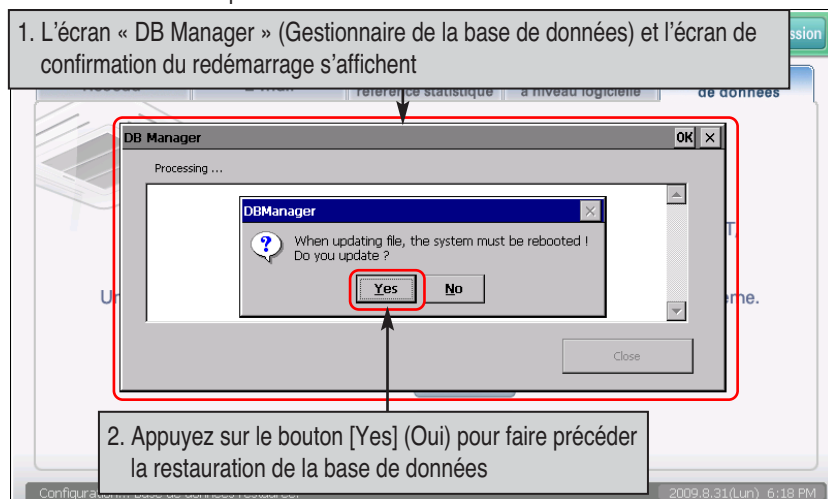 1. L'écran « DB Manager » (Gestionnaire de la base de données) et l'écran de
confirmation du redémarrage s'affichent
ssion
référence statistique
à niveau logicielle
de données
DB Manager
OK
Processing ...
DBManager
When updating file, the system must be rebooted !
Do you update ?
Yes
No
T,
Un
ème.
Close
2. Appuyez sur le bouton [Yes] (Oui) pour faire précéder
la restauration de la base de données
2009.8.31(Lun) 6:18 PM